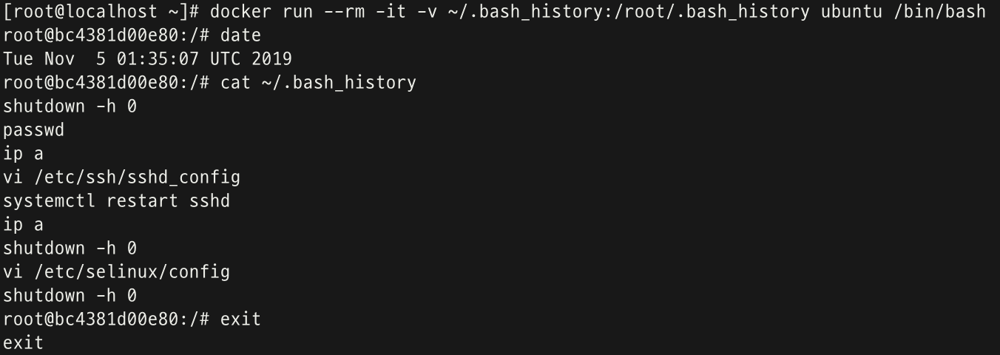 [root@localhost ~]# docker run --rm -it -v ~/.bash_history:/root/.bash_history ubuntu /bin/bash
root@bc4381d00e80:/# date
Tue Nov  5 01:35:07 UTC 2019
root@bc4381d00e80:/# cat ~/.bash_history
shutdown -h 0
passwd
ip a
vi /etc/ssh/sshd_config
systemctl restart sshd
ip a
shutdown -h 0
vi /etc/selinux/config
shutdown -h 0
root@bc4381d00e80:/# exit
exit